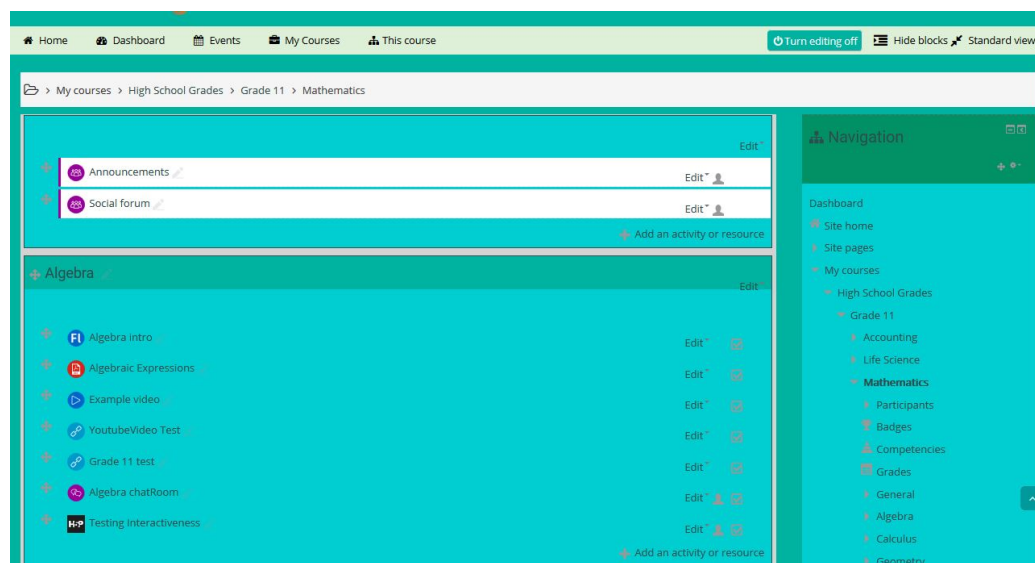 Home Dashboard Events My Courses This course Turn editing off Hide blocks Standard view
> My courses > High School Grades > Grade 11 > Mathematics
Edit
Announcements Edit
Social forum Edit
Add an activity or resource
Algebra Edit
FI Algebra intro Edit
Algebraic Expressions Edit
Example video Edit
YoutubeVideo Test Edit
Grade 11 test Edit
Algebra chatRoom Edit
H-P Testing Interactiveness Edit
Add an activity or resource
Navigation
Dashboard
Site home
Site pages
My courses
High School Grades
Grade 11
Accounting
Life Science
Mathematics
Participants
Badges
Competencies
Grades
General
Algebra
Calculus
Geometry